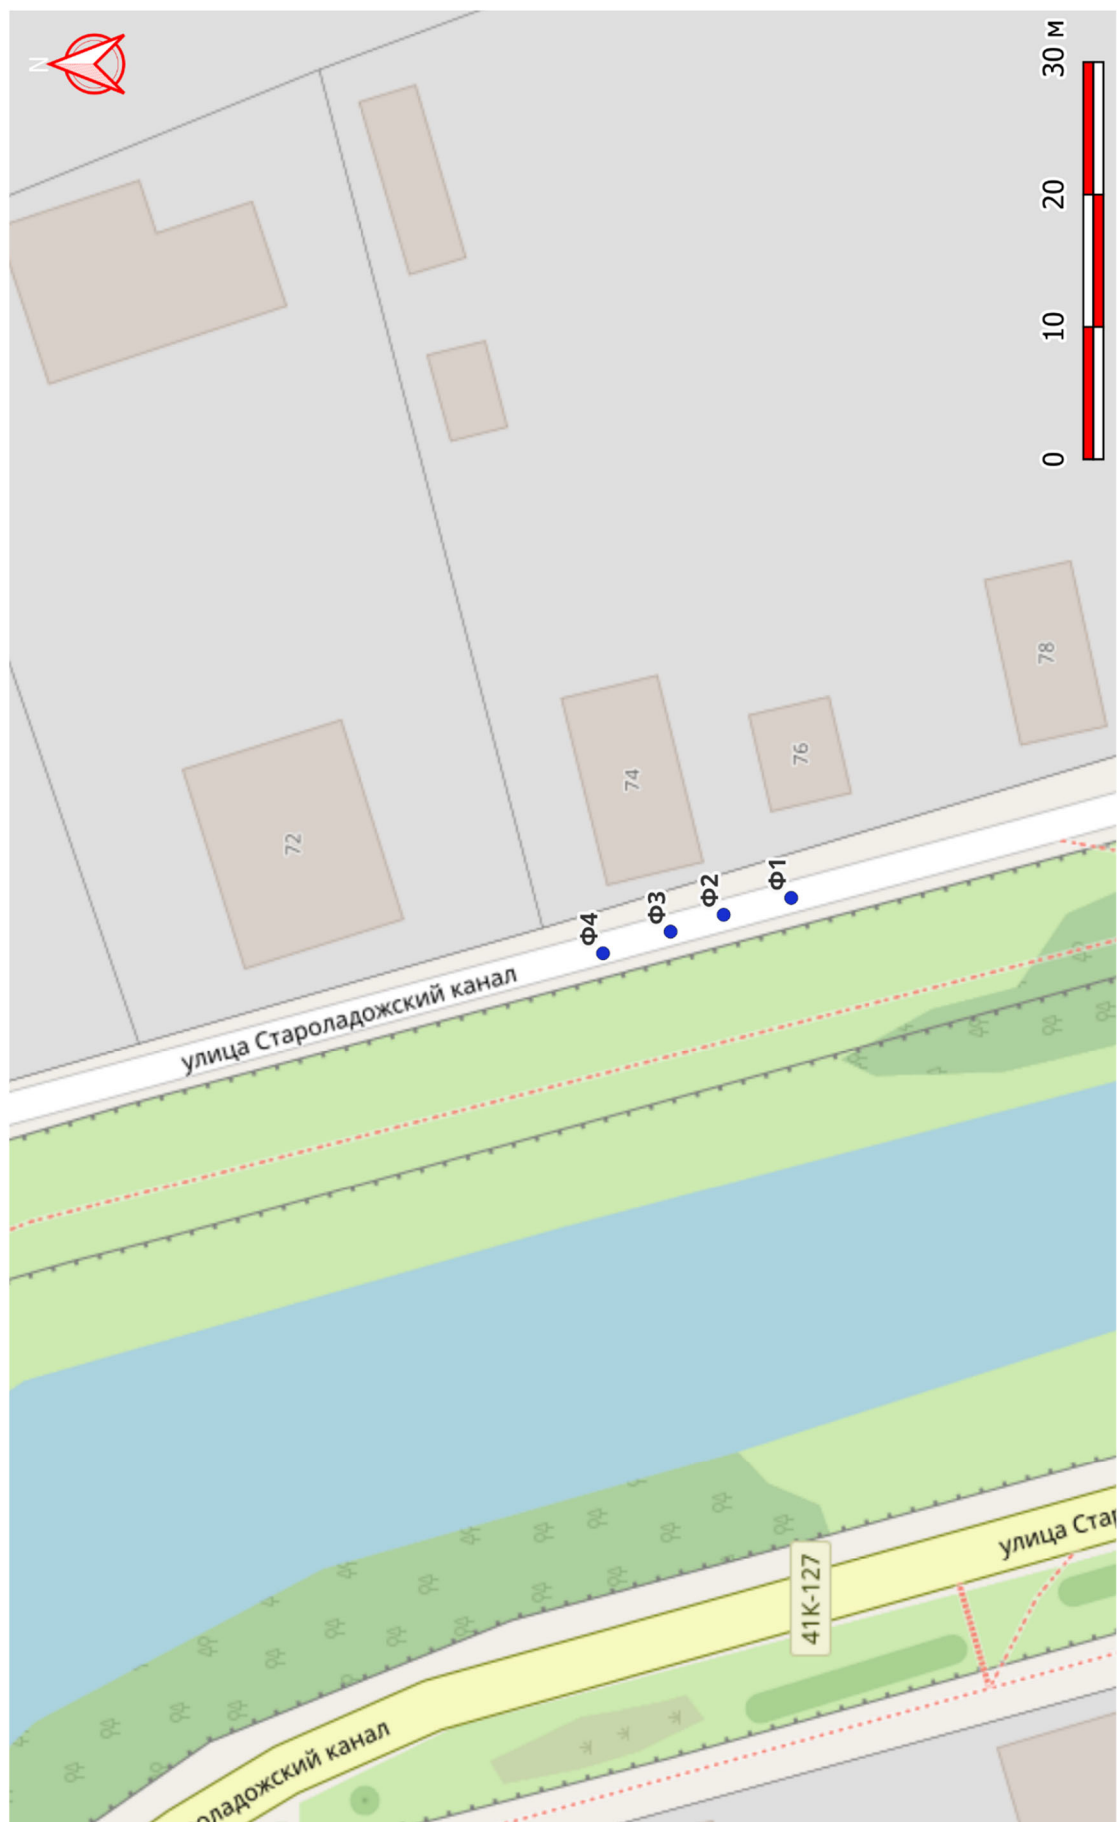 N
30 м
20
10
0
72
74
76
78
Ф4
Ф3
Ф2
Ф1
улица Староладожский канал
41К-127
улица Стар
оладожский канал